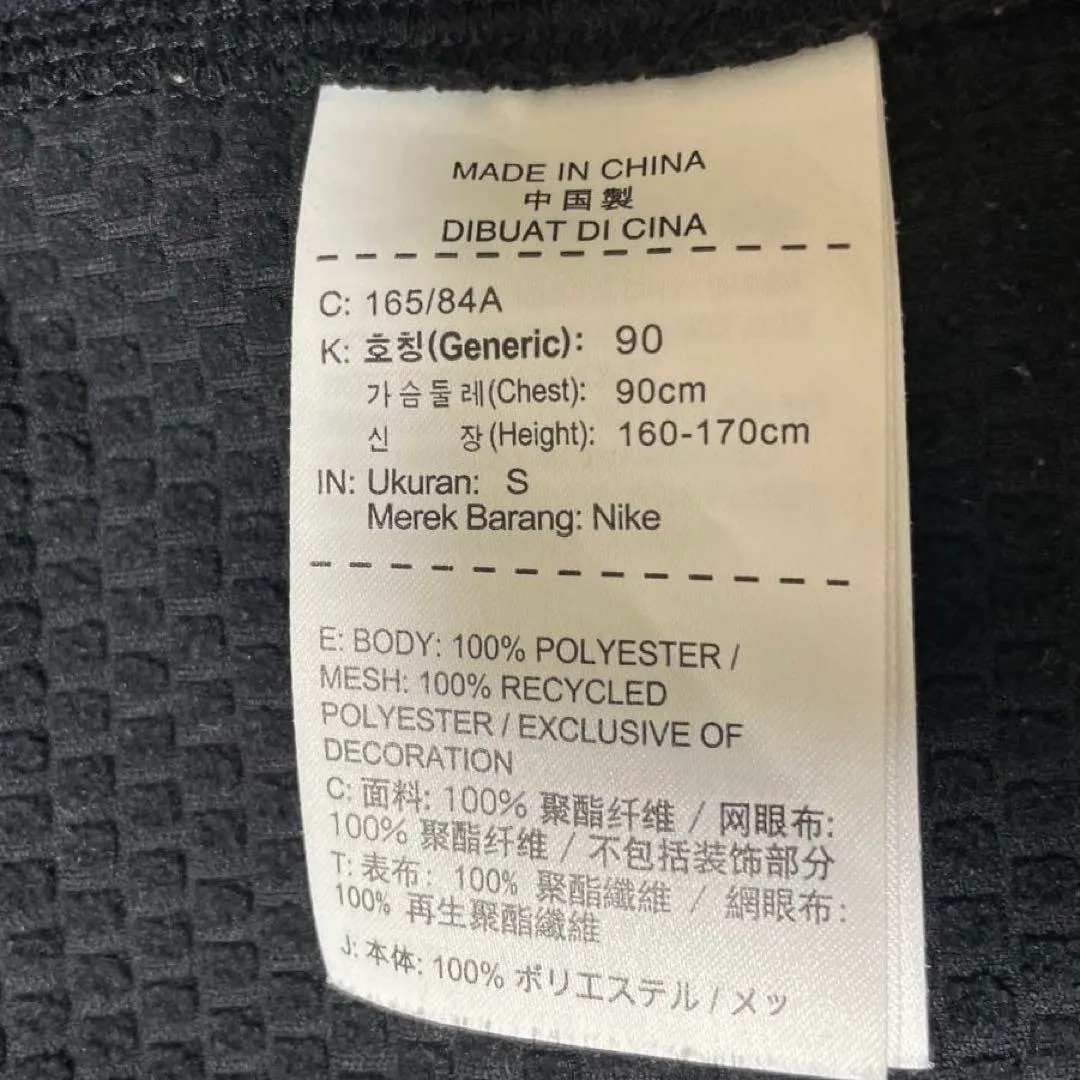 MADE IN CHINA
中国製
DIBUAT DI CINA
C: 165/84A
K: 호칭(Generic): 90
가슴둘레(Chest): 90cm
신 장(Height): 160-170cm
IN: Ukuran: S
Merek Barang: Nike
E: BODY: 100% POLYESTER /
MESH: 100% RECYCLED
POLYESTER / EXCLUSIVE OF
DECORATION
C: 面料: 100% 聚酯纤维 / 网眼布:
100% 聚酯纤维 / 不包括装饰部分
T: 表布: 100% 聚酯纖維 / 網眼布:
100% 再生聚酯纖維
J: 本体: 100% ポリエステル / メッ